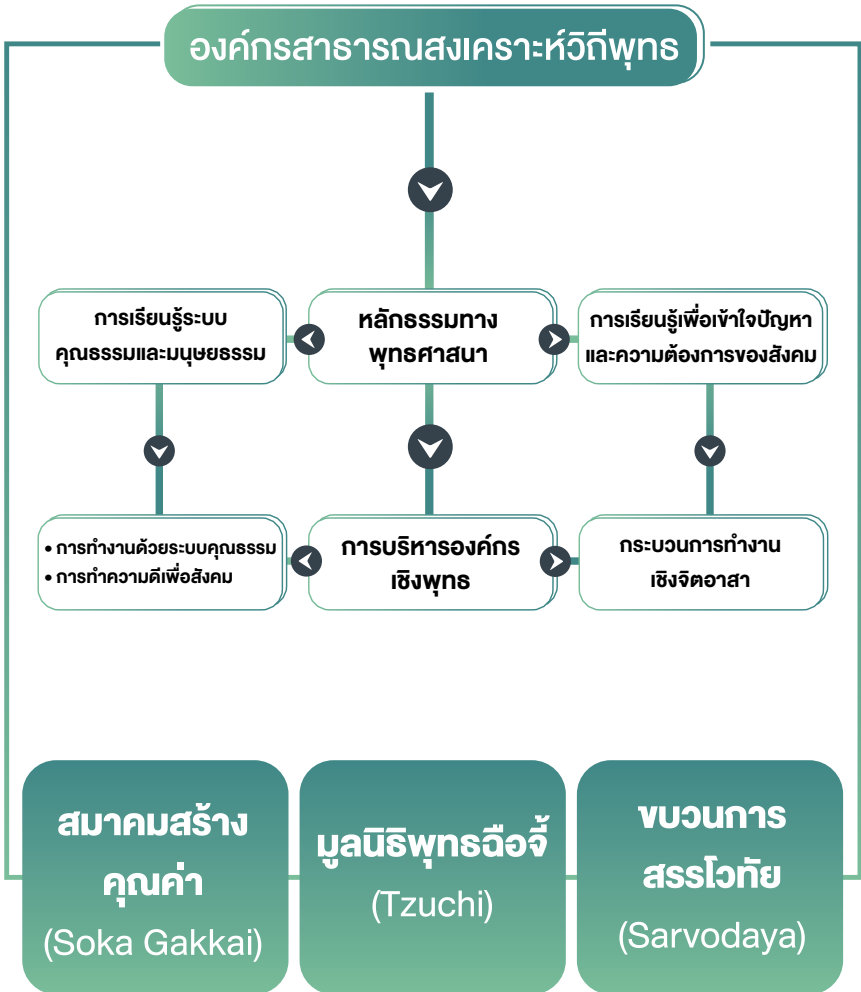 องค์กรสาธารณสงเคราะห์วิถีพุทธ
การเรียนรู้ระบบ
คุณธรรมและมนุษยธรรม
หลักธรรมทาง
พุทธศาสนา
การเรียนรู้เพื่อเข้าใจปัญหา
และความต้องการของสังคม
• การทำงานด้วยระบบคุณธรรม
• การทำความดีเพื่อสังคม
การบริหารองค์กร
เชิงพุทธ
กระบวนการทำงาน
เชิงจิตอาสา
สมาคมสร้าง
คุณค่า
(Soka Gakkai)
มูลนิธิพุทธฉือจี้
(Tzuchi)
ขบวนการ
สรรโวทัย
(Sarvodaya)